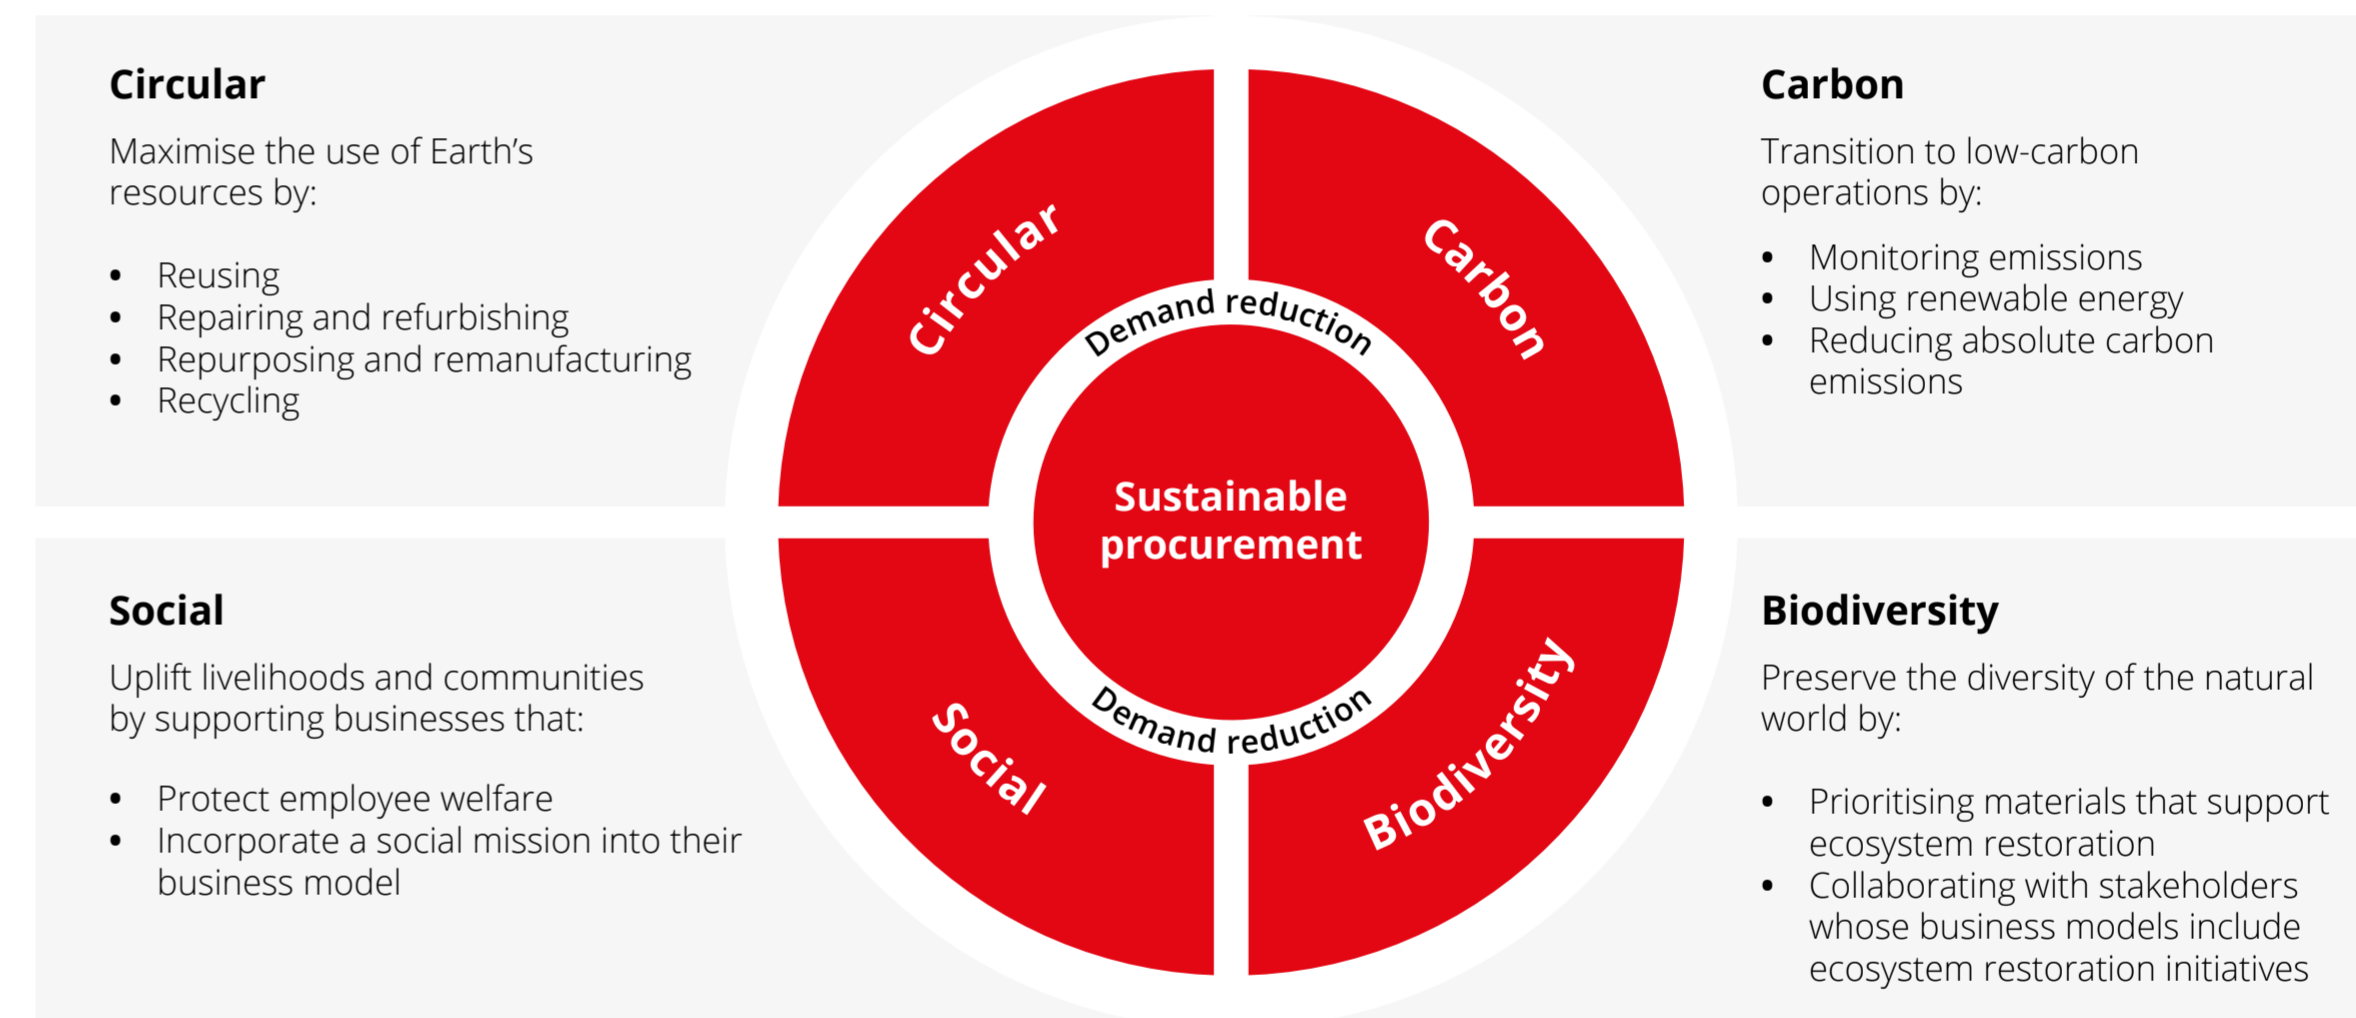 Circular
Maximise the use of Earth’s
resources by:
• Reusing
• Repairing and refurbishing
• Repurposing and remanufacturing
• Recycling
Carbon
Transition to low-carbon
operations by:
• Monitoring emissions
• Using renewable energy
• Reducing absolute carbon
emissions
Circular
Carbon
Demand reduction
Sustainable
procurement
Demand reduction
Social
Biodiversity
Social
Uplift livelihoods and communities
by supporting businesses that:
• Protect employee welfare
• Incorporate a social mission into their
business model
Biodiversity
Preserve the diversity of the natural
world by:
• Prioritising materials that support
ecosystem restoration
• Collaborating with stakeholders
whose business models include
ecosystem restoration initiatives